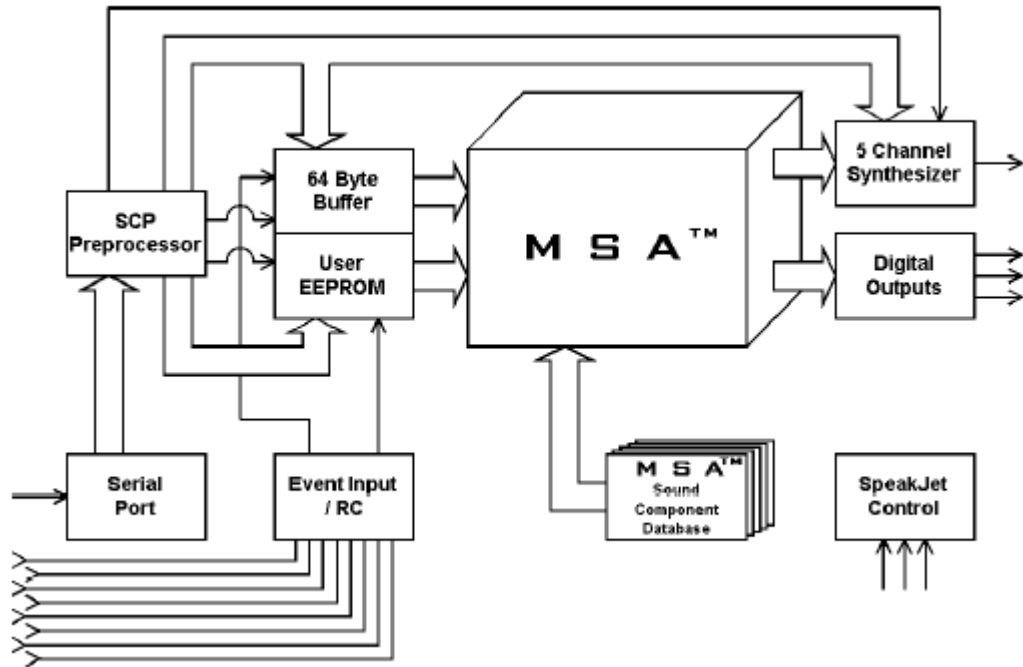 64 Byte
Buffer
5 Channel
Synthesizer
SCP
Preprocessor
M S A™
User
EEPROM
Digital
Outputs
Serial
Port
Event Input
/ RC
M S A™
Sound
Component
Database
SpeakJet
Control